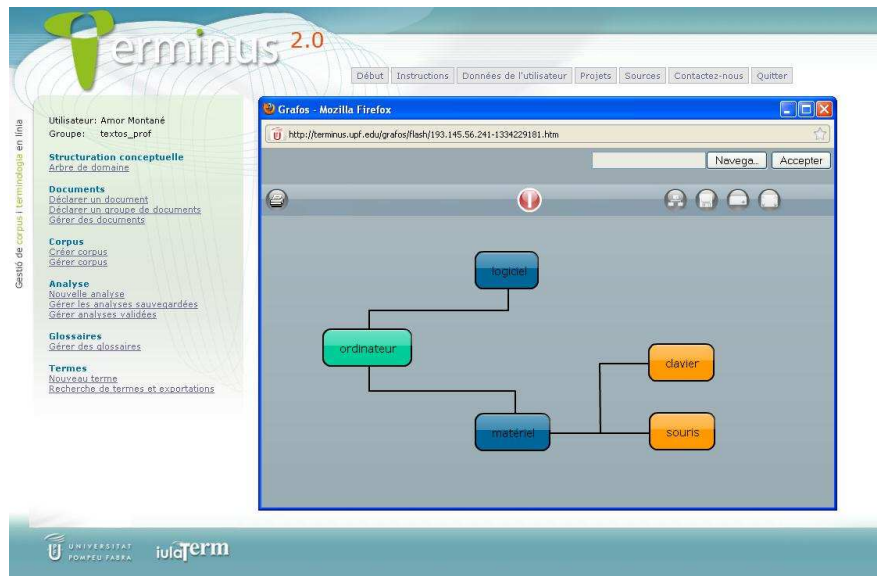 Terminus 2.0
Début Instructions Données de l'utilisateur Projets Sources Contactez-nous Quitter
Gestió de corpus i terminologia en línia
Utilisateur: Amor Montané
Groupe: textos_prof
Structuration conceptuelle
Arbre de domaine
Documents
Déclarer un document
Déclarer un groupe de documents
Gérer des documents
Corpus
Créer corpus
Gérer corpus
Analyse
Nouvelle analyse
Gérer les analyses sauvegardées
Gérer analyses validées
Glossaires
Gérer des glossaires
Termes
Nouveau terme
Recherche de termes et exportations
Grafos - Mozilla Firefox
http://terminus.upf.edu/grafos/flash/193.145.56.241-1334229181.htm
Navega... Accepter
logiciel
ordinateur
clavier
matériel
souris
UNIVERSITAT
POMPEU FABRA
iulaTerm